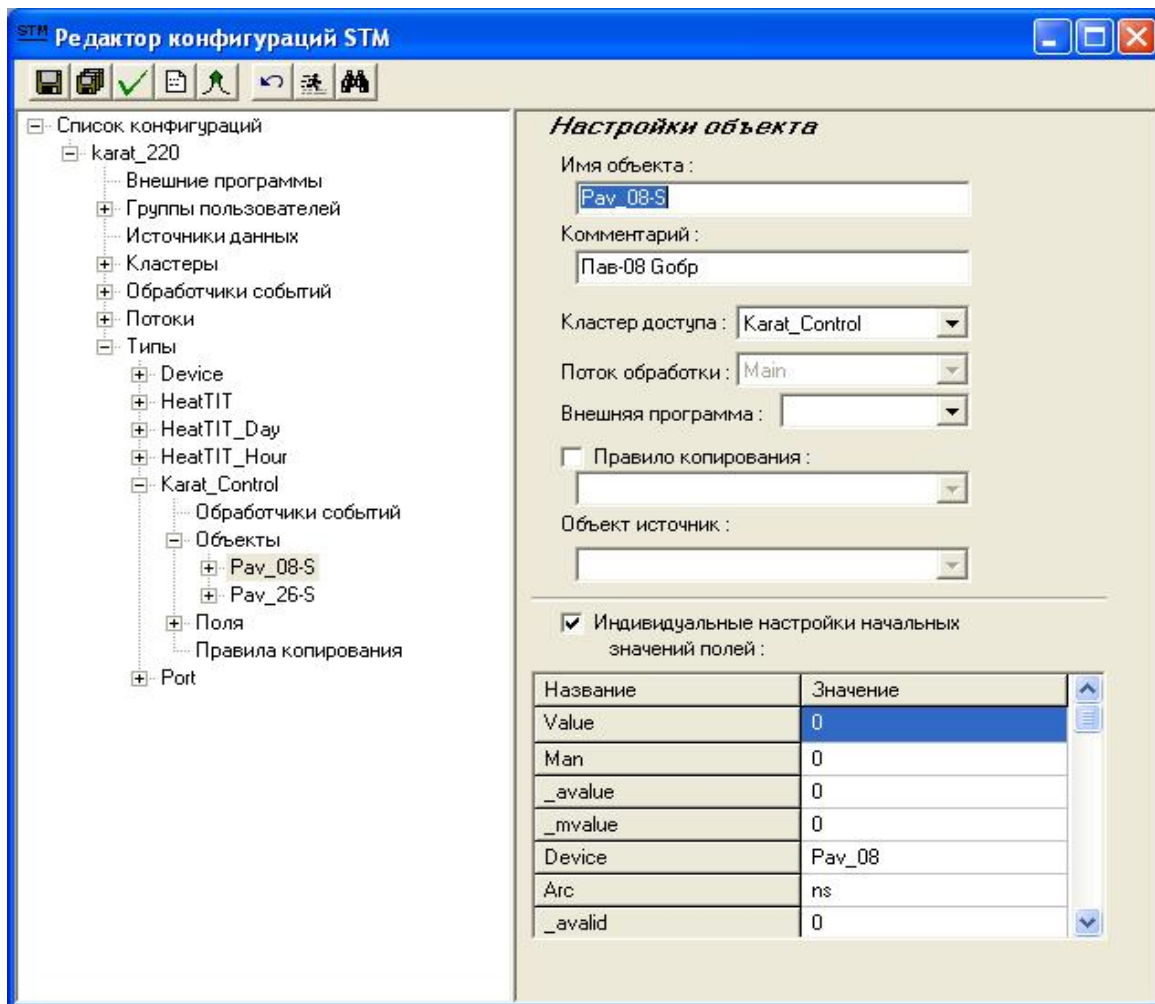 STM Редактор конфигураций STM
Список конфигураций
karat_220
Внешние программы
Группы пользователей
Источники данных
Кластеры
Обработчики событий
Потоки
Типы
Device
HeatTIT
HeatTIT_Day
HeatTIT_Hour
Karat_Control
Обработчики событий
Объекты
Pav_08-S
Pav_26-S
Поля
Правила копирования
Port
Настройки объекта
Имя объекта :
Pav_08-S
Комментарий :
Пав-08 Gобр
Кластер доступа : Karat_Control
Поток обработки : Main
Внешняя программа :
Правило копирования :
Объект источник :
Индивидуальные настройки начальных
значений полей :
Название Значение
Value 0
Man 0
_avalue 0
_mvalue 0
Device Pav_08
Arc ns
_avalid 0